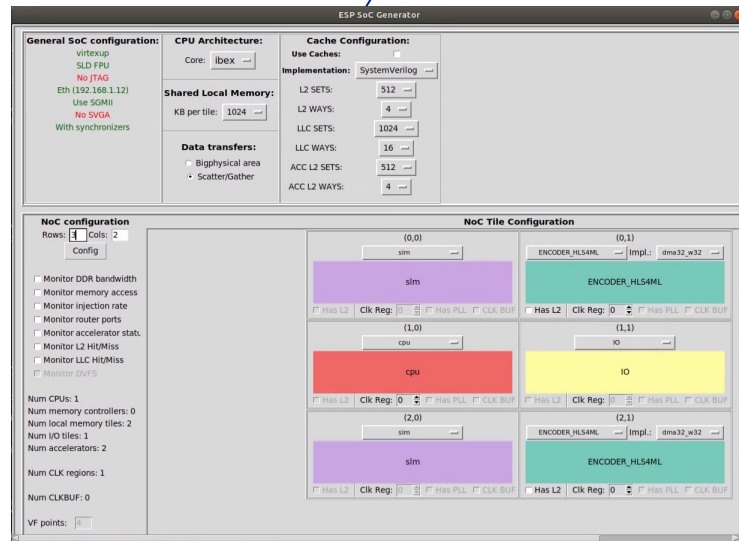 ESP SoC Generator
General SoC configuration:
virtexup
SLD FPU
No JTAG
Eth (192.168.1.12)
Use SGMII
No SVGA
With synchronizers
CPU Architecture:
Core: ibex
Shared Local Memory:
KB per tile: 1024
Data transfers:
Bigphysical area
Scatter/Gather
Cache Configuration:
Use Caches:
Implementation: SystemVerilog
L2 SETS: 512
L2 WAYS: 4
LLC SETS: 1024
LLC WAYS: 16
ACC L2 SETS: 512
ACC L2 WAYS: 4
NoC configuration
Rows: 3 Cols: 2
Config
Monitor DDR bandwidth
Monitor memory access
Monitor injection rate
Monitor router ports
Monitor accelerator statu
Monitor L2 Hit/Miss
Monitor LLC Hit/Miss
Monitor DVFS
Num CPUs: 1
Num memory controllers: 0
Num local memory tiles: 2
Num I/O tiles: 1
Num accelerators: 2
Num CLK regions: 1
Num CLKBUF: 0
VF points: 4
NoC Tile Configuration
(0,0)
slm
slm
Has L2 Clk Reg: 0 Has PLL CLK BUF
(0,1)
ENCODER_HLS4ML Impl.: dma32_w32
ENCODER_HLS4ML
Has L2 Clk Reg: 0 Has PLL CLK BUF
(1,0)
cpu
cpu
Has L2 Clk Reg: 0 Has PLL CLK BUF
(1,1)
IO
IO
Has L2 Clk Reg: 0 Has PLL CLK BUF
(2,0)
slm
slm
Has L2 Clk Reg: 0 Has PLL CLK BUF
(2,1)
ENCODER_HLS4ML Impl.: dma32_w32
ENCODER_HLS4ML
Has L2 Clk Reg: 0 Has PLL CLK BUF